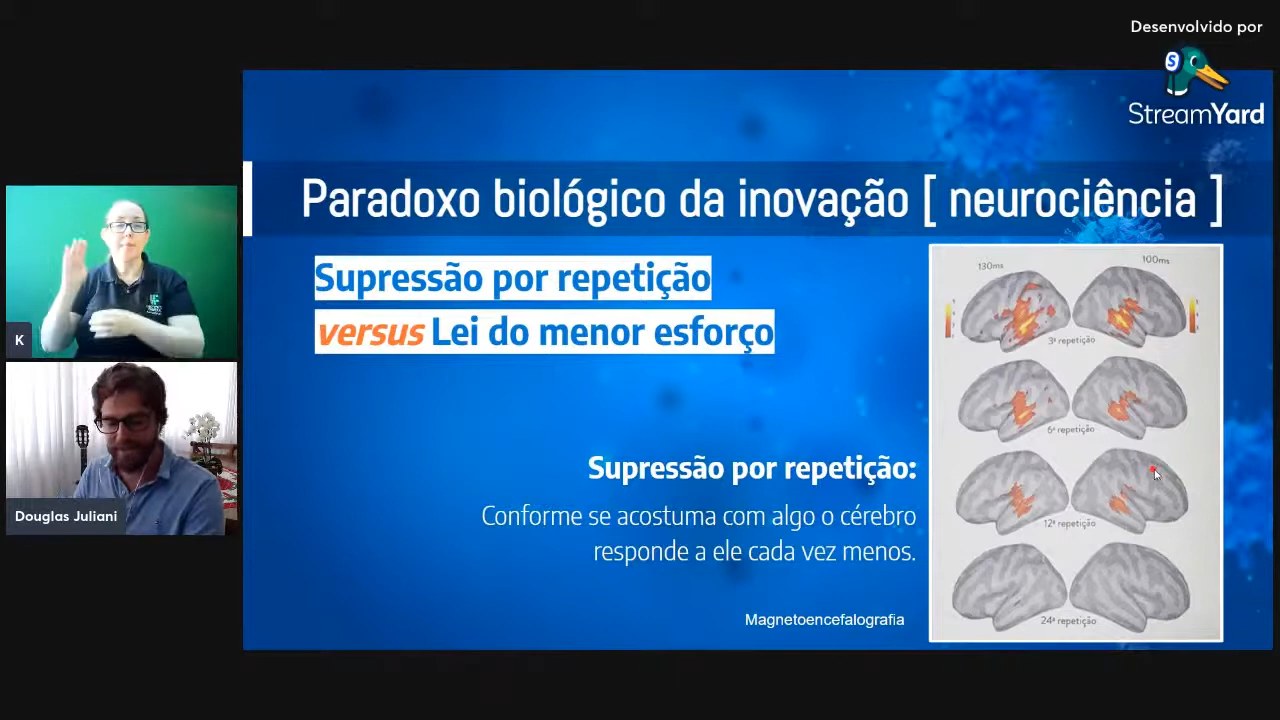 Desenvolvido por
StreamYard
Paradoxo biológico da inovação [ neurociência ]
Supressão por repetição
versus Lei do menor esforço
130ms
100ms
3ª repetição
6ª repetição
12ª repetição
24ª repetição
Supressão por repetição:
Conforme se acostuma com algo o cérebro
responde a ele cada vez menos.
Magnetoencefalografia
K
Douglas Juliani